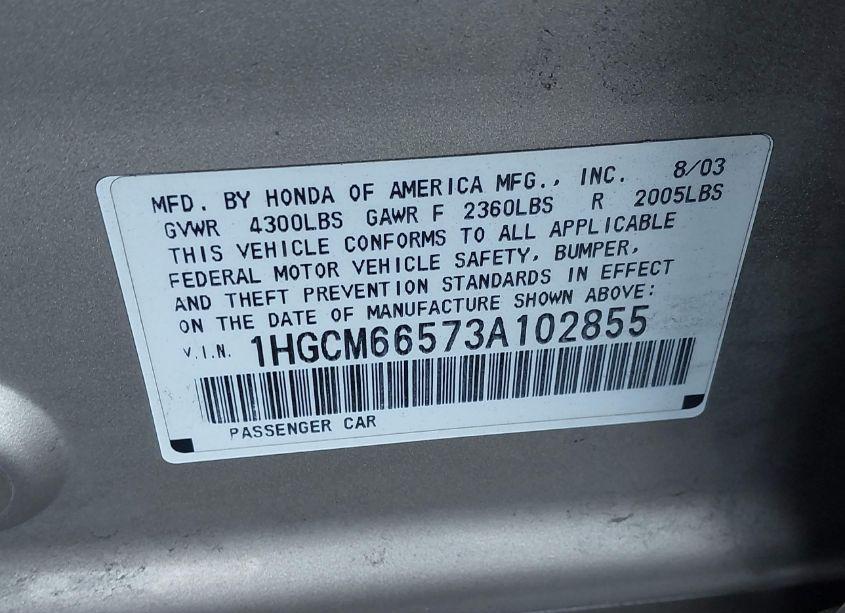 MFD. BY HONDA OF AMERICA MFG., INC. 8/03
GVWR 4300LBS GAWR F 2360LBS R 2005LBS
THIS VEHICLE CONFORMS TO ALL APPLICABLE
FEDERAL MOTOR VEHICLE SAFETY, BUMPER,
AND THEFT PREVENTION STANDARDS IN EFFECT
ON THE DATE OF MANUFACTURE SHOWN ABOVE:
V.I.N. 1HGCM66573A102855
PASSENGER CAR